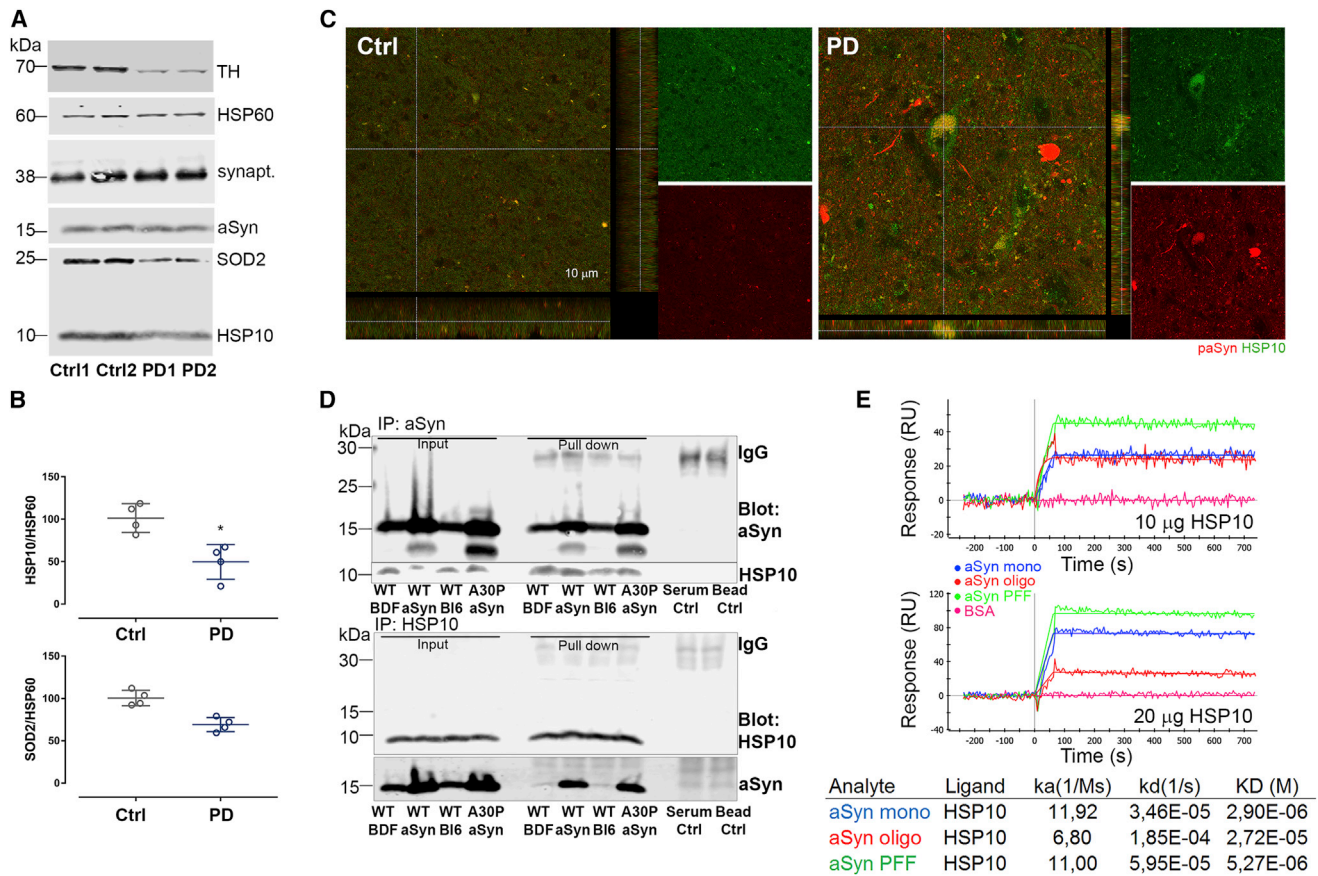 A
kDa
70
TH
60
HSP60
38
synapt.
15
aSyn
25
SOD2
10
HSP10
Ctrl1 Ctrl2 PD1 PD2
B
150
100
50
0
HSP10/HSP60
*
Ctrl PD
150
100
50
0
SOD2/HSP60
Ctrl PD
C
Ctrl
10 µm
PD
paSyn HSP10
D
kDa
IP: aSyn
Input
Pull down
30
IgG
25
Blot:
15
aSyn
10
HSP10
WT WT WT A30P WT WT WT A30P Serum Bead
BDF aSyn Bl6 aSyn BDF aSyn Bl6 aSyn Ctrl Ctrl
IP: HSP10
kDa
Input
Pull down
IgG
30
15
Blot:
10
HSP10
15
aSyn
WT WT WT A30P WT WT WT A30P Serum Bead
BDF aSyn Bl6 aSyn BDF aSyn Bl6 aSyn Ctrl Ctrl
E
Response (RU)
40
20
0
-20
10 µg HSP10
-200 -100 0 100 200 300 400 500 600 700
Time (s)
aSyn mono
aSyn oligo
aSyn PFF
BSA
Response (RU)
120
80
40
0
-40
20 µg HSP10
-200 -100 0 100 200 300 400 500 600 700
Time (s)
Analyte Ligand ka(1/Ms) kd(1/s) KD (M)
aSyn mono HSP10 11,92 3,46E-05 2,90E-06
aSyn oligo HSP10 6,80 1,85E-04 2,72E-05
aSyn PFF HSP10 11,00 5,95E-05 5,27E-06